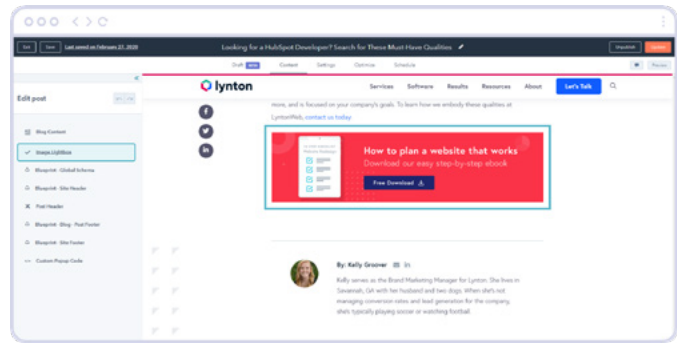 Exit Save Last saved on February 27, 2020 Looking for a HubSpot Developer? Search for These Must-Have Qualities Unpublish Update
Draft Content Settings Optimize Schedule Preview
lynton Services Software Results Resources About Let's Talk
Edit post
more, and is focused on your company's goals. To learn how we embody these qualities at
LyntonWeb, contact us today
Blog Content
Image Lightbox
Blueprint - Global Schema
Blueprint - Site Header
Post Header
Blueprint - Blog - Post Footer
Blueprint - Site Footer
Custom Popup Code
How to plan a website that works
Download our easy step-by-step ebook
Free Download
By: Kelly Groover
Kelly serves as the Brand Marketing Manager for Lynton. She lives in
Savannah, GA with her husband and two dogs. When she's not
managing conversion rates and lead generation for the company,
she's typically playing soccer or watching football.